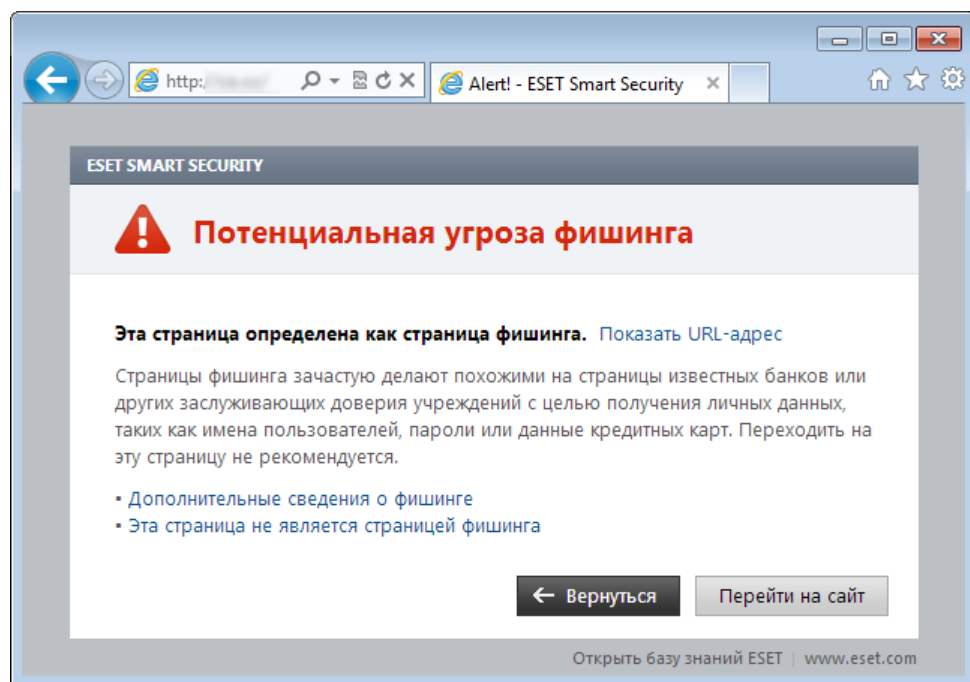 http:
Alert! - ESET Smart Security
ESET SMART SECURITY
Потенциальная угроза фишинга
Эта страница определена как страница фишинга. Показать URL-адрес
Страницы фишинга зачастую делают похожими на страницы известных банков или
других заслуживающих доверия учреждений с целью получения личных данных,
таких как имена пользователей, пароли или данные кредитных карт. Переходить на
эту страницу не рекомендуется.
▪ Дополнительные сведения о фишинге
▪ Эта страница не является страницей фишинга
Вернуться
Перейти на сайт
Открыть базу знаний ESET | www.eset.com